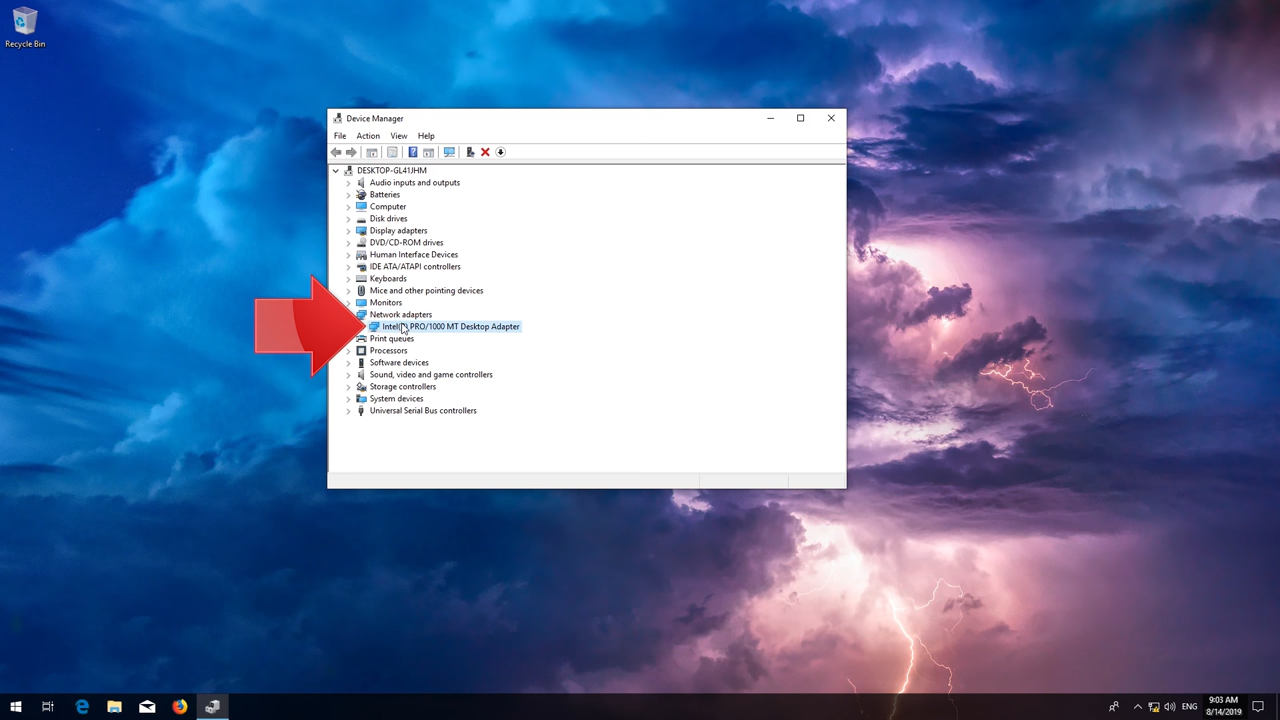 Recycle Bin
Device Manager
File Action View Help
DESKTOP-GL41JHM
Audio inputs and outputs
Batteries
Computer
Disk drives
Display adapters
DVD/CD-ROM drives
Human Interface Devices
IDE ATA/ATAPI controllers
Keyboards
Mice and other pointing devices
Monitors
Network adapters
PRO/1000 MT Desktop Adapter
Print queues
Processors
Software devices
Sound, video and game controllers
Storage controllers
System devices
Universal Serial Bus controllers
ENG
9:03 AM
8/14/2019